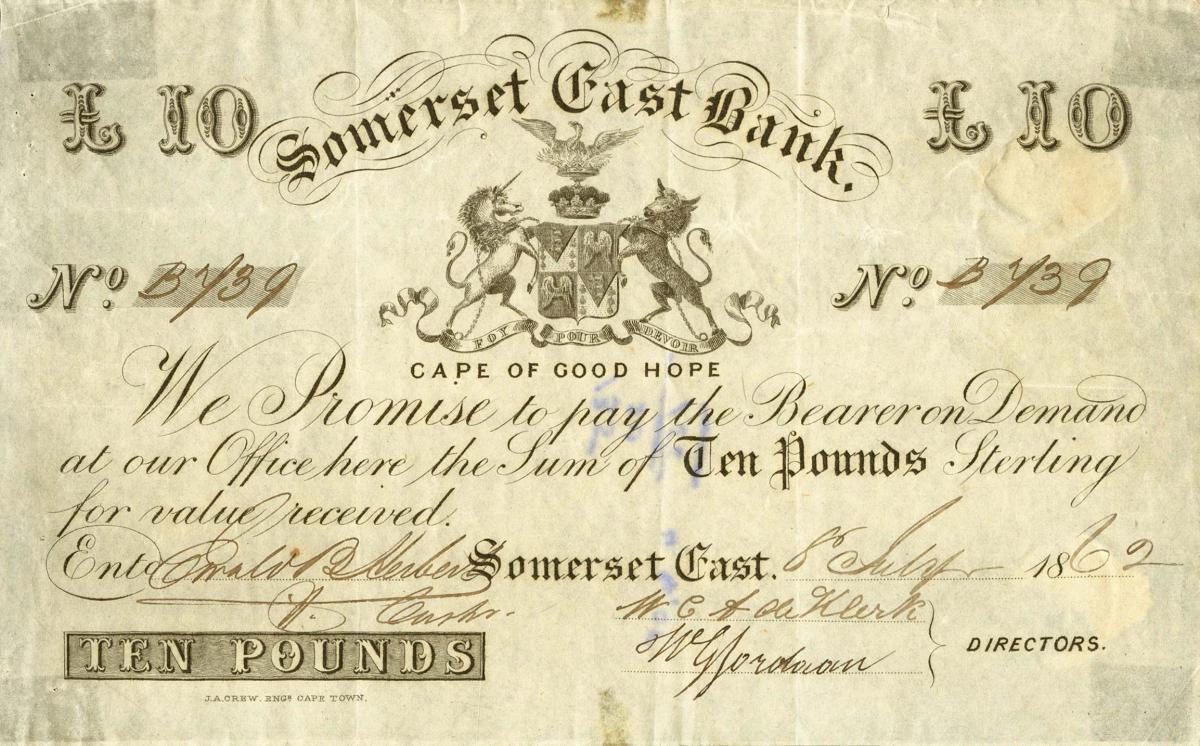 £ 10 Somerset East Bank. £ 10
No. B 1/39 No. B 1/39
FOY POUR DEVOIR
CAPE OF GOOD HOPE
We Promise to pay the Bearer on Demand
at our Office here the Sum of Ten Pounds Sterling
for value received.
Entd Somerset East. 8 July 1862
W C A de Klerk
W G Jordaan
DIRECTORS.
TEN POUNDS
J.A.CREW. ENGR. CAPE TOWN.